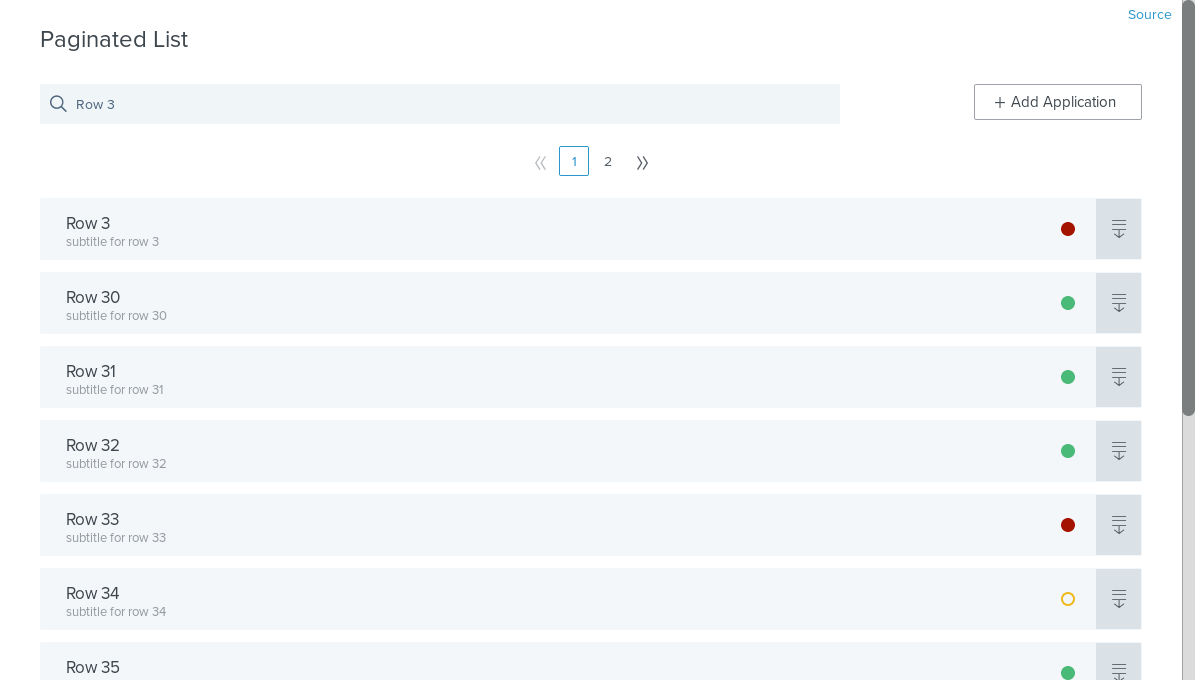 Source
Paginated List
Row 3
+ Add Application
« 1 2 »
Row 3
subtitle for row 3
Row 30
subtitle for row 30
Row 31
subtitle for row 31
Row 32
subtitle for row 32
Row 33
subtitle for row 33
Row 34
subtitle for row 34
Row 35